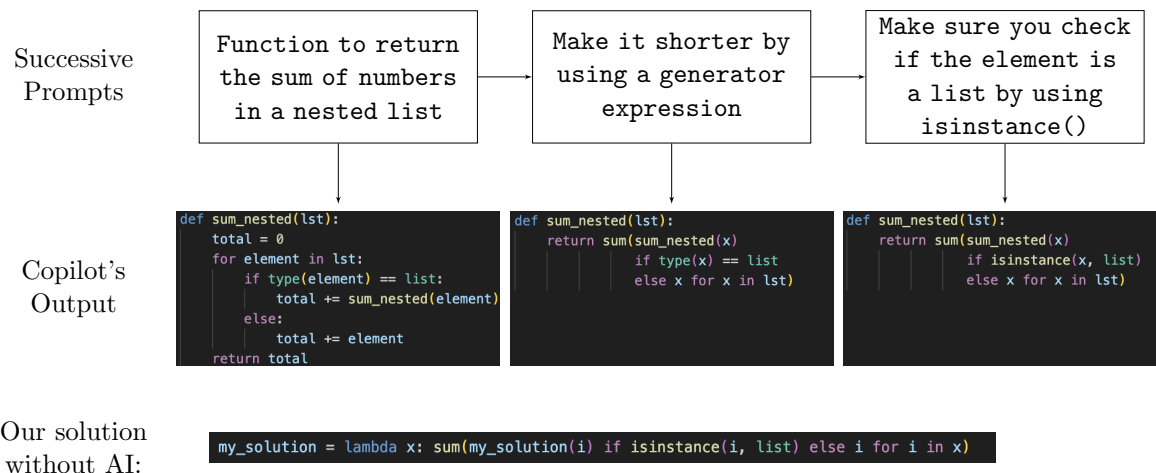 Successive
Prompts
Function to return
the sum of numbers
in a nested list
Make it shorter by
using a generator
expression
Make sure you check
if the element is
a list by using
isinstance()
Copilot's
Output
def sum_nested(lst):
    total = 0
    for element in lst:
        if type(element) == list:
            total += sum_nested(element)
        else:
            total += element
    return total
def sum_nested(lst):
    return sum(sum_nested(x)
               if type(x) == list
               else x for x in lst)
def sum_nested(lst):
    return sum(sum_nested(x)
               if isinstance(x, list)
               else x for x in lst)
Our solution
without AI:
my_solution = lambda x: sum(my_solution(i) if isinstance(i, list) else i for i in x)